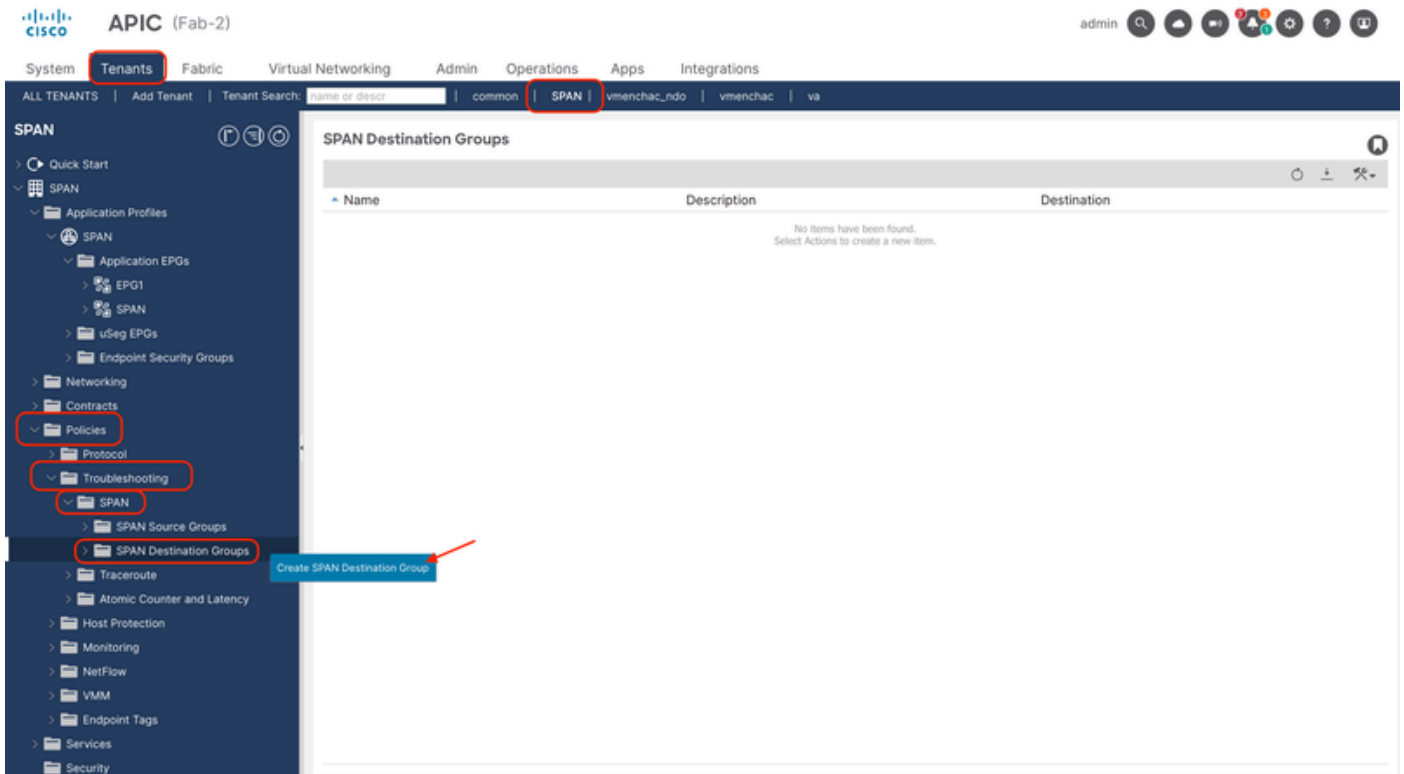 CISCO APIC (Fab-2) admin
System Tenants Fabric Virtual Networking Admin Operations Apps Integrations
ALL TENANTS | Add Tenant | Tenant Search: name or descr | common | SPAN | vmenchac_ndo | vmenchac | va
SPAN
Quick Start
SPAN
Application Profiles
SPAN
Application EPGs
EPG1
SPAN
uSeg EPGs
Endpoint Security Groups
Networking
Contracts
Policies
Protocol
Troubleshooting
SPAN
SPAN Source Groups
SPAN Destination Groups
Create SPAN Destination Group
Traceroute
Atomic Counter and Latency
Host Protection
Monitoring
NetFlow
VMM
Endpoint Tags
Services
Security
SPAN Destination Groups
Name Description Destination
No items have been found.
Select Actions to create a new item.